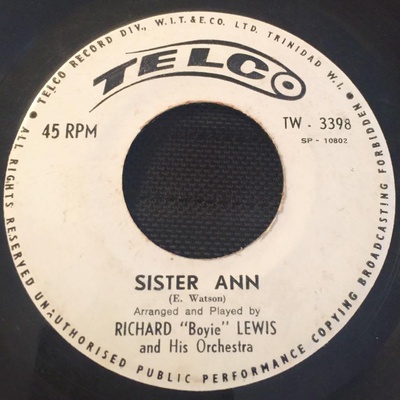 • TELCO RECORD DIV., W.I.T. & E.CO. LTD. TRINIDAD W.I. •
TELCO
45 RPM
TW - 3398
SP - 10802
SISTER ANN
(E. Watson)
Arranged and Played by
RICHARD "Boyie" LEWIS
and His Orchestra
ALL RIGHTS RESERVED UNAUTHORISED PUBLIC PERFORMANCE COPYING BROADCASTING FORBIDDEN